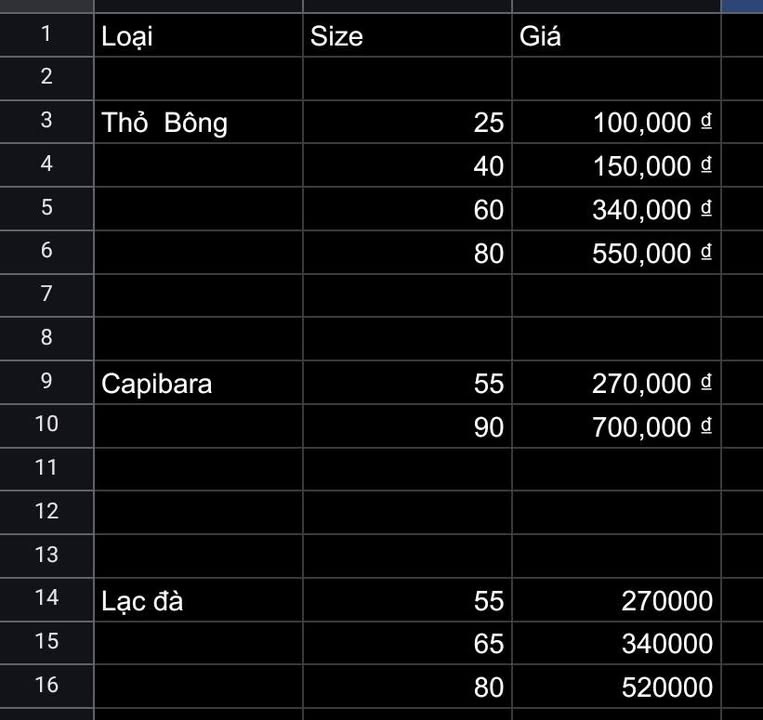 1 Loại Size Giá
2
3 Thỏ  Bông 25 100,000 ₫
4 40 150,000 ₫
5 60 340,000 ₫
6 80 550,000 ₫
7
8
9 Capibara 55 270,000 ₫
10 90 700,000 ₫
11
12
13
14 Lạc đà 55 270000
15 65 340000
16 80 520000